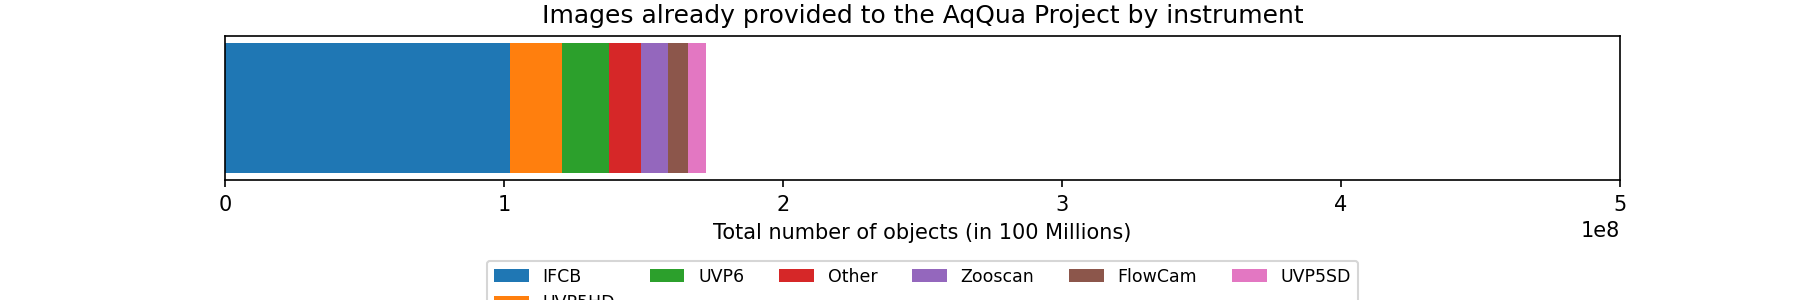 Images already provided to the AqQua Project by instrument
0 1 2 3 4 5
Total number of objects (in 100 Millions)
1e8
IFCB UVP6 Other Zooscan FlowCam UVP5SD
UVP5HD